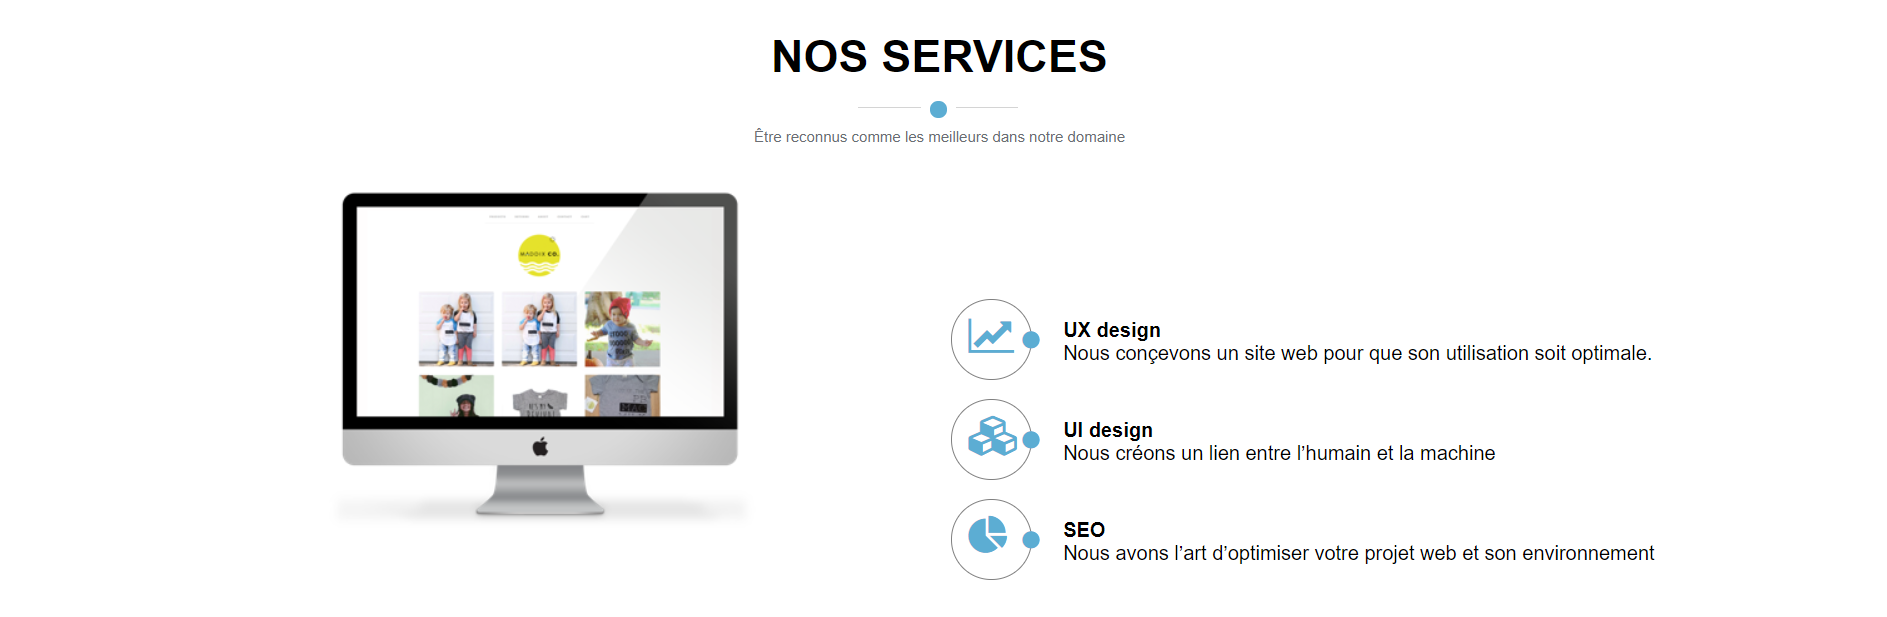 NOS SERVICES
Être reconnus comme les meilleurs dans notre domaine
MADDIX CO.
UX design
Nous conçevons un site web pour que son utilisation soit optimale.
UI design
Nous créons un lien entre l’humain et la machine
SEO
Nous avons l’art d’optimiser votre projet web et son environnement